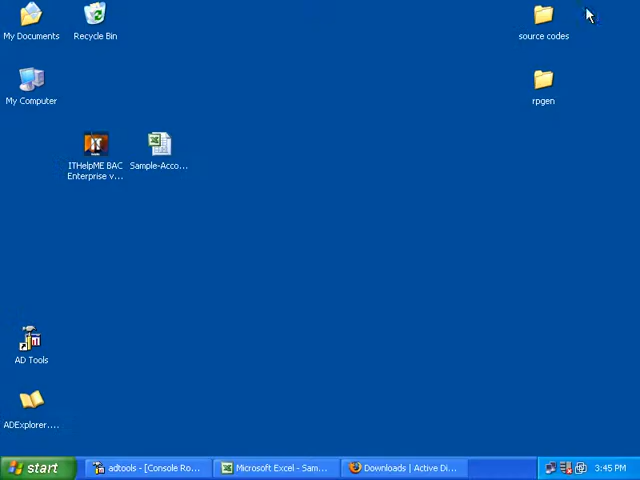 My Documents
Recycle Bin
source codes
My Computer
rpgen
ITHelpME BAC
Enterprise v...
Sample-Acco...
AD Tools
ADExplorer....
start
adtools - [Console Ro...
Microsoft Excel - Sam...
Downloads | Active Di...
3:45 PM